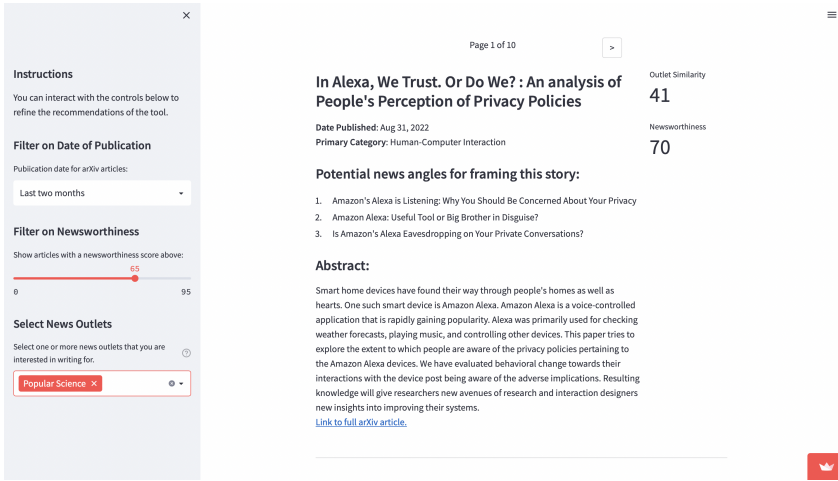 Instructions
You can interact with the controls below to
refine the recommendations of the tool.
Filter on Date of Publication
Publication date for arXiv articles:
Last two months
Filter on Newsworthiness
Show articles with a newsworthiness score above:
65
0 95
Select News Outlets
Select one or more news outlets that you are
interested in writing for.
Popular Science
Page 1 of 10
>
In Alexa, We Trust. Or Do We? : An analysis of
People's Perception of Privacy Policies
Date Published: Aug 31, 2022
Primary Category: Human-Computer Interaction
Potential news angles for framing this story:
1. Amazon's Alexa is Listening: Why You Should Be Concerned About Your Privacy
2. Amazon Alexa: Useful Tool or Big Brother in Disguise?
3. Is Amazon's Alexa Eavesdropping on Your Private Conversations?
Abstract:
Smart home devices have found their way through people's homes as well as
hearts. One such smart device is Amazon Alexa. Amazon Alexa is a voice-controlled
application that is rapidly gaining popularity. Alexa was primarily used for checking
weather forecasts, playing music, and controlling other devices. This paper tries to
explore the extent to which people are aware of the privacy policies pertaining to
the Amazon Alexa devices. We have evaluated behavioral change towards their
interactions with the device post being aware of the adverse implications. Resulting
knowledge will give researchers new avenues of research and interaction designers
new insights into improving their systems.
Link to full arXiv article.
Outlet Similarity
41
Newsworthiness
70